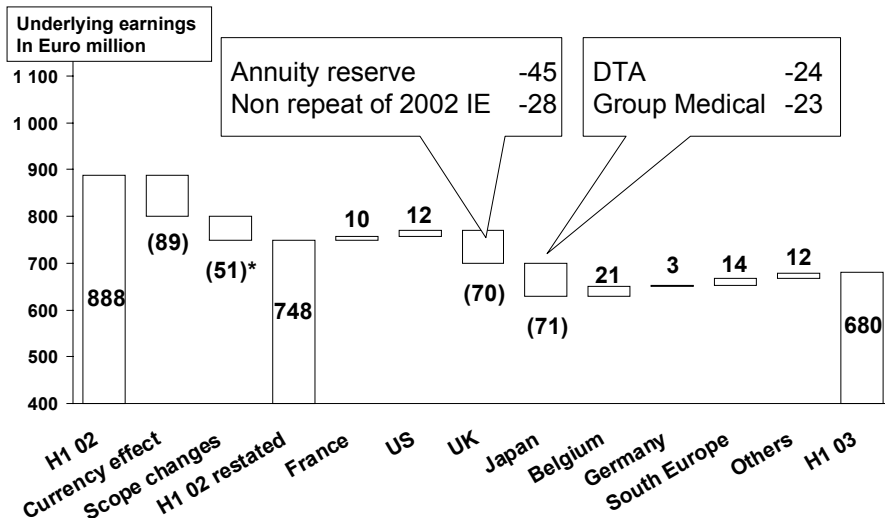 Underlying earnings
In Euro million
Annuity reserve -45
Non repeat of 2002 IE -28
DTA -24
Group Medical -23
1 100
1 000
900
800
700
600
500
400
888
(89)
(51)*
748
10
12
(70)
(71)
21
3
14
12
680
H1 02
Currency effect
Scope changes
H1 02 restated
France
US
UK
Japan
Belgium
Germany
South Europe
Others
H1 03